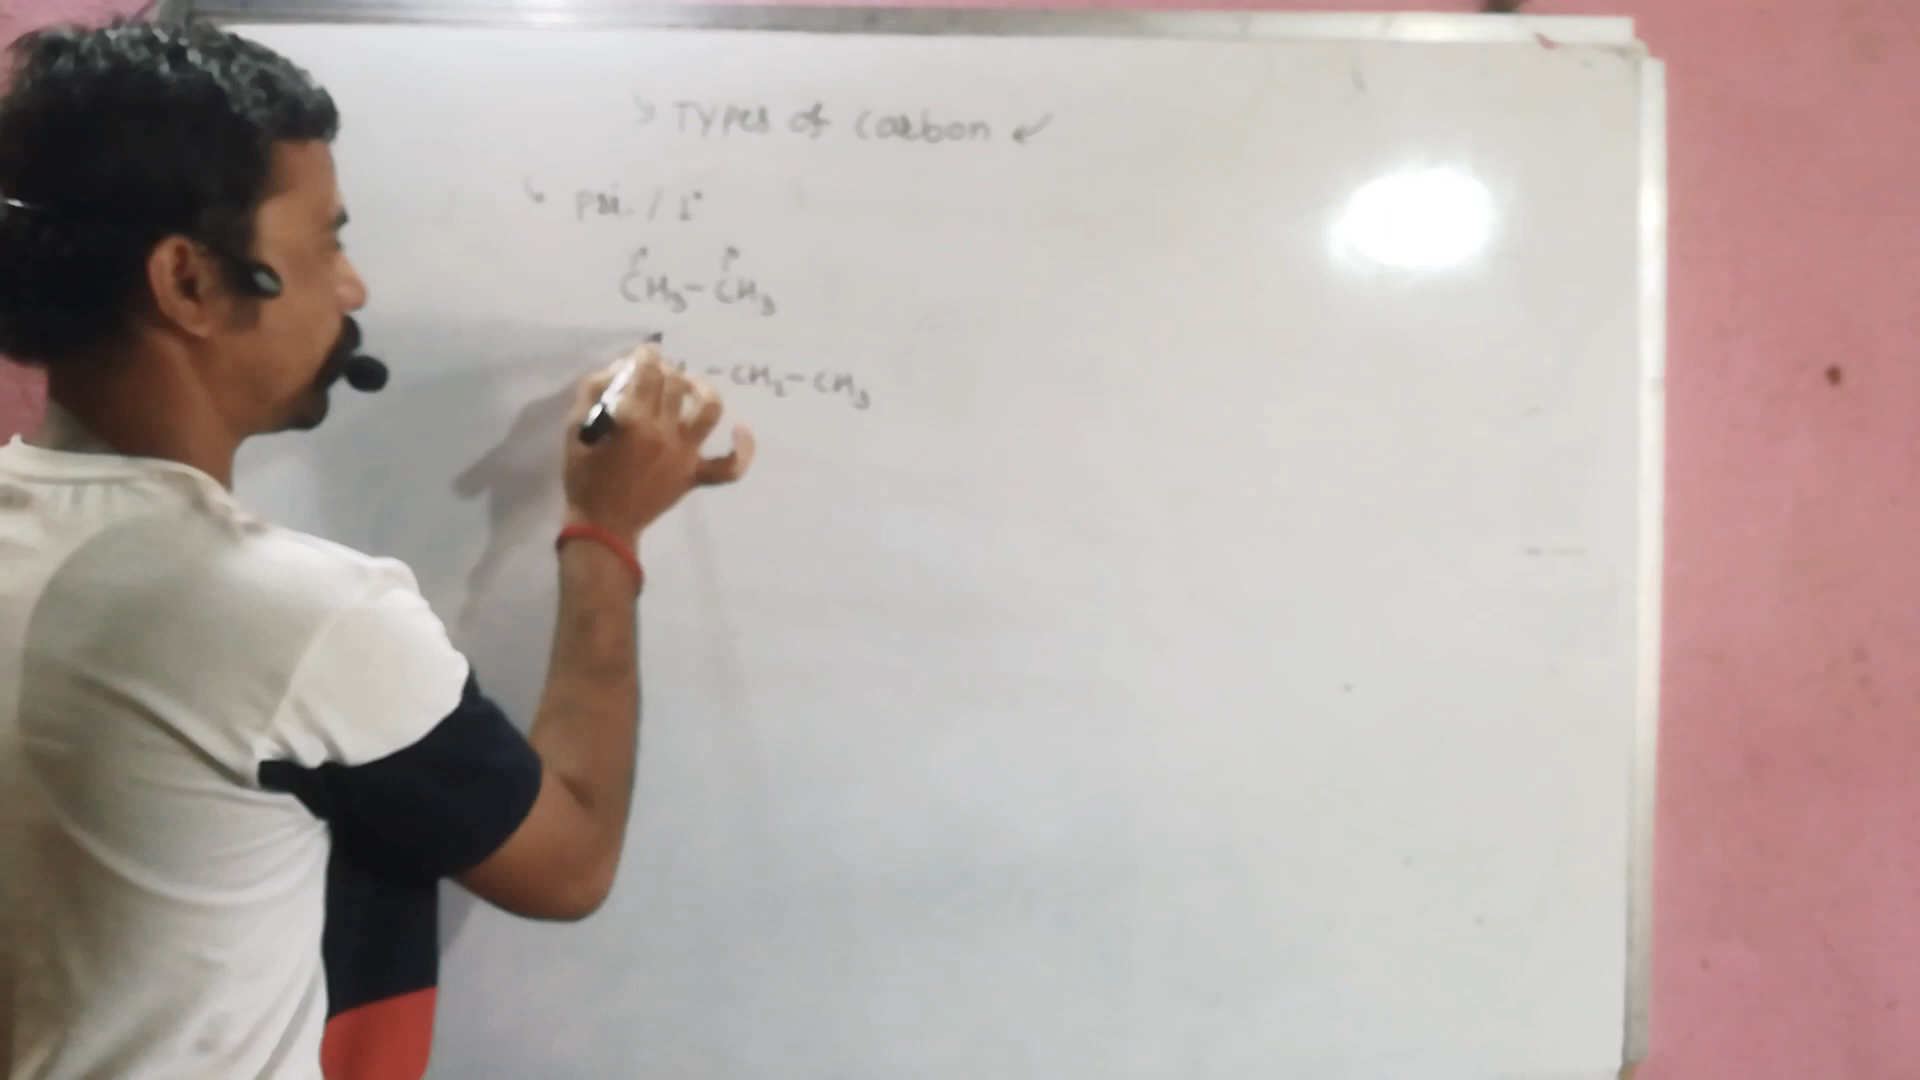 Types of carbon
Pri. / 1°
P P
CH3-CH3
-CH2-CH3